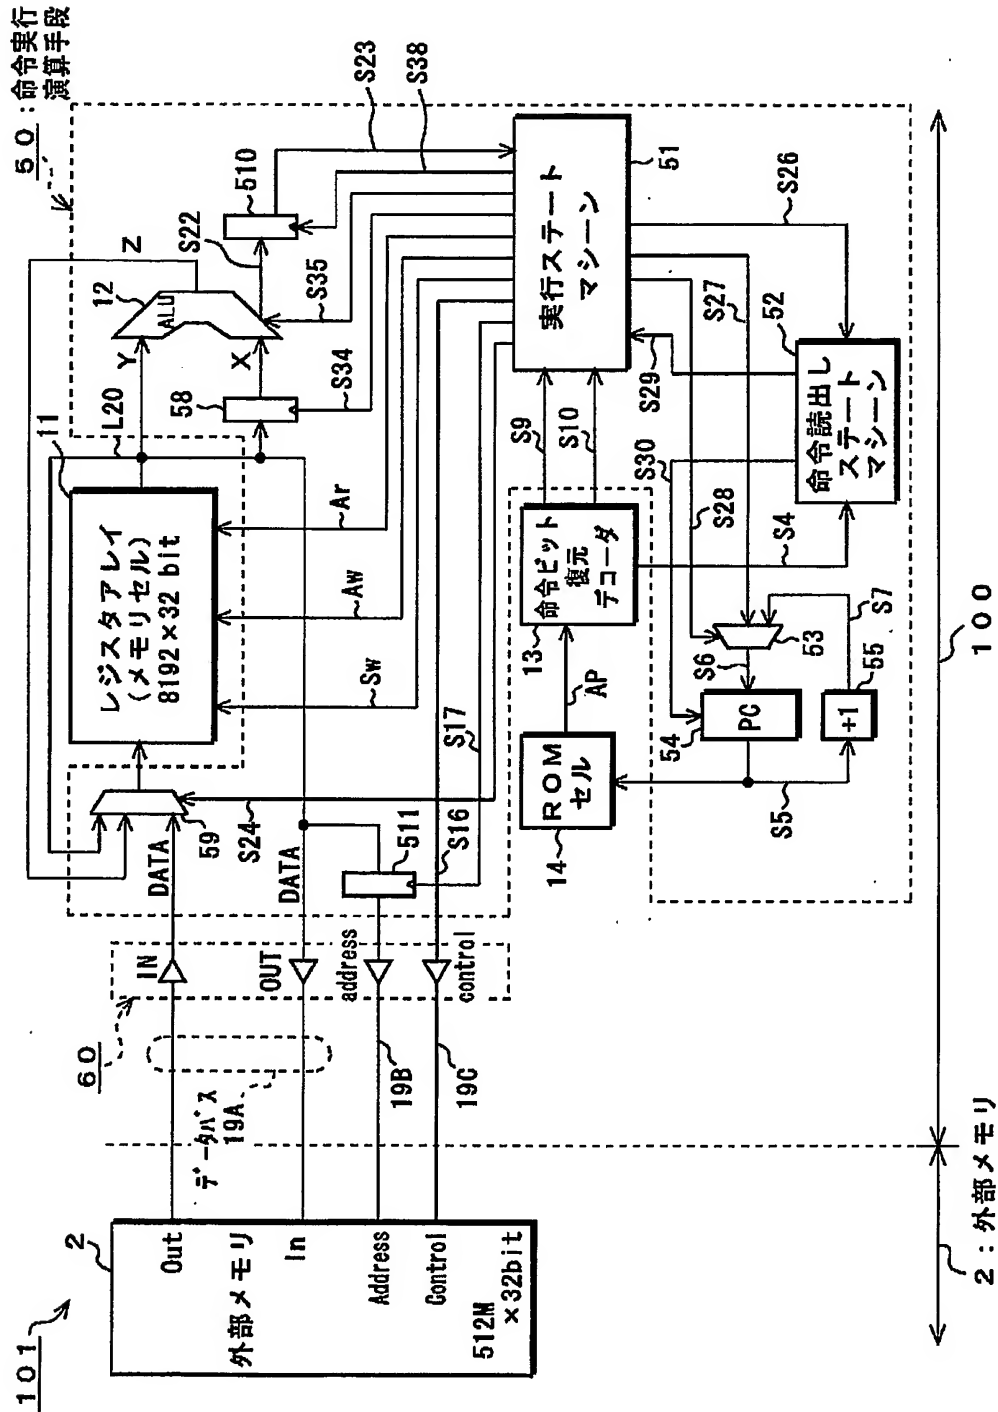 101
2
外部メモリ
Out
In
Address
Control
512M
×32bit
データバス
19A
19B
19C
60
IN
OUT
address
control
DATA
DATA
59
S24
511
S16
S17
レジスタアレイ
(メモリセル)
8192×32 bit
11
L20
Sw
Aw
Ar
58
S34
X
Y
ALU
12
Z
S22
S35
510
S23
S38
50:命令実行
演算手段
実行ステート
マシーン
51
S9
S10
命令ビット
復元
デコーダ
13
AP
ROM
セル
14
PC
54
S6
53
S5
+1
55
S7
S4
S30
S28
S29
S27
S26
命令読出し
ステート
マシーン
52
100
2:外部メモリ